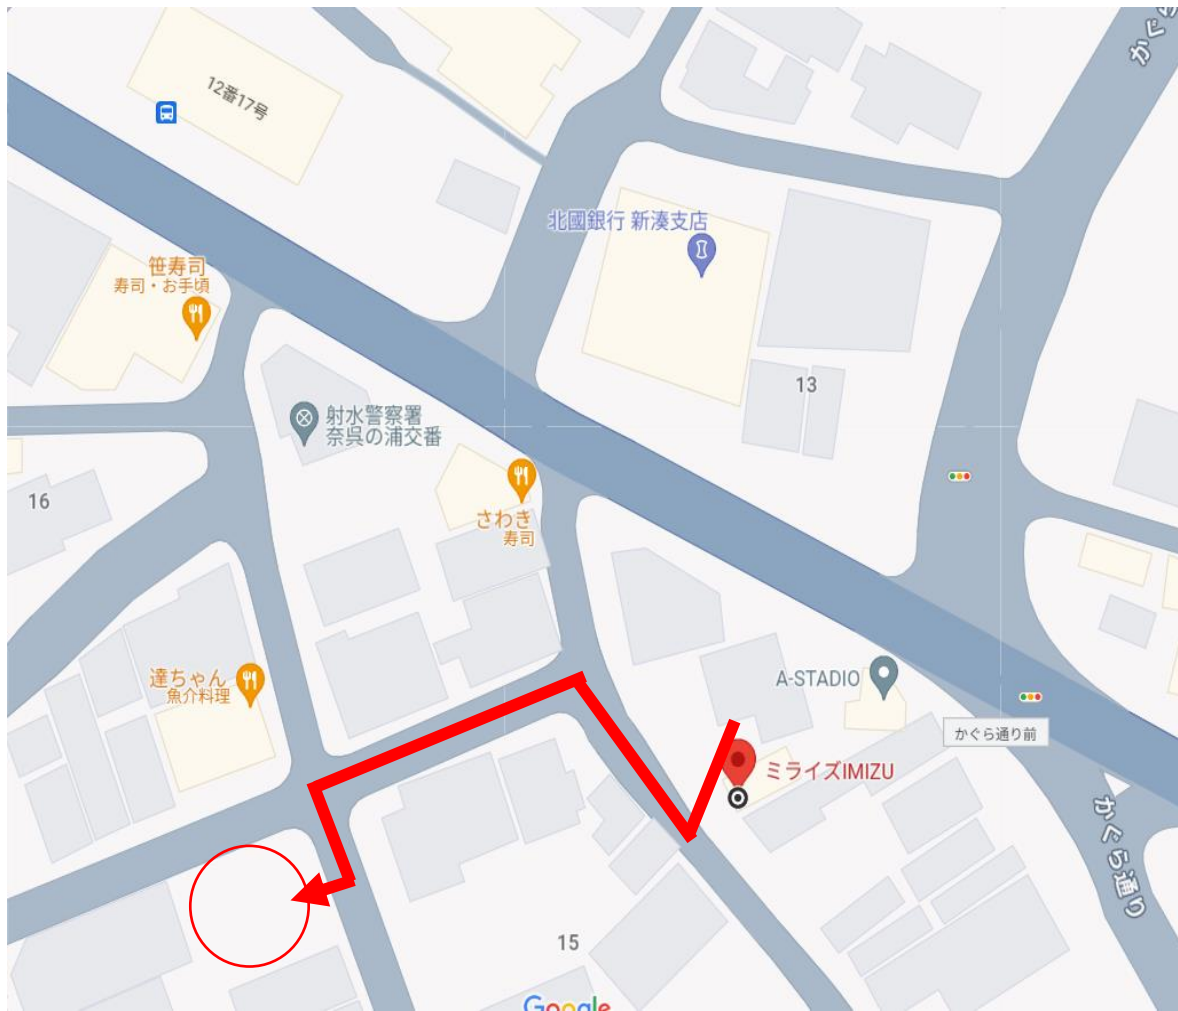 かぐら
12番17号
北國銀行 新湊支店
笹寿司
寿司・お手頃
13
射水警察署
奈呉の浦交番
16
さわき
寿司
達ちゃん
魚介料理
A-STADIO
かぐら通り前
ミライズIMIZU
かぐら通り
15
Google